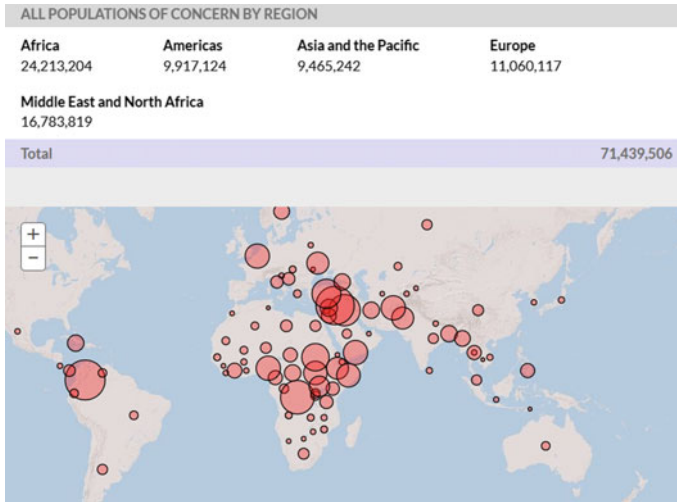 ALL POPULATIONS OF CONCERN BY REGION
Africa Americas Asia and the Pacific Europe
24,213,204 9,917,124 9,465,242 11,060,117
Middle East and North Africa
16,783,819
Total 71,439,506
+
−